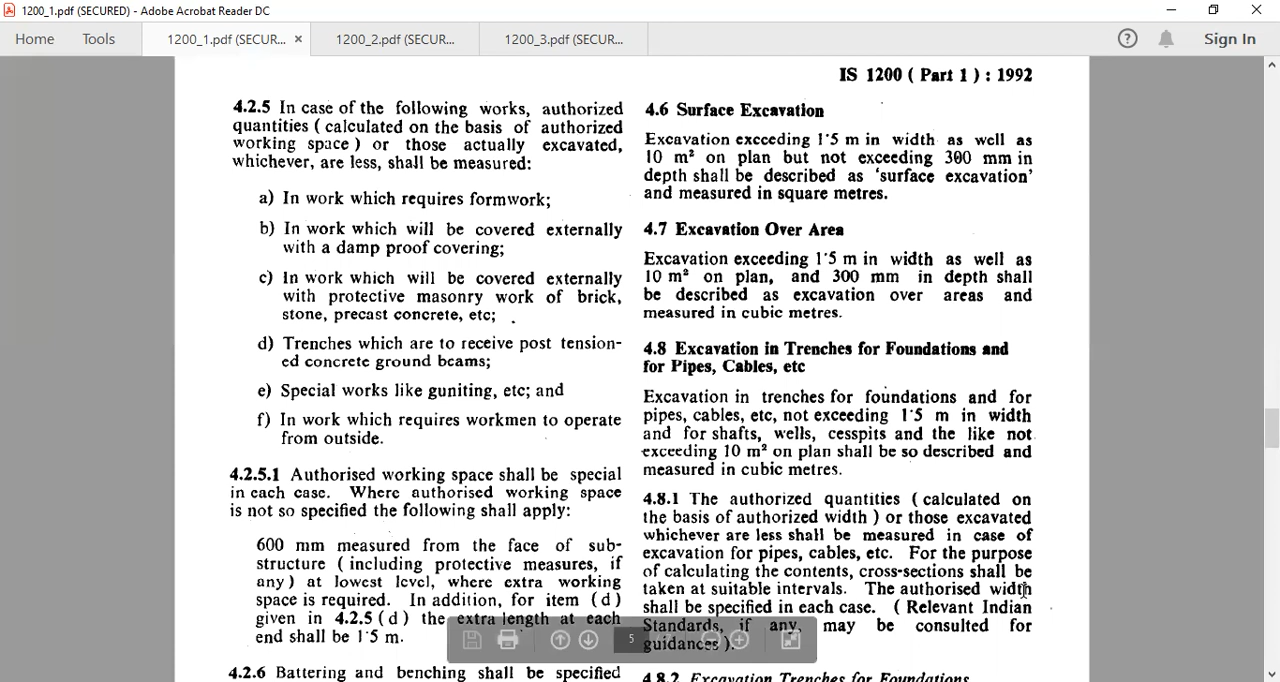 1200_1.pdf (SECURED) - Adobe Acrobat Reader DC
Home Tools 1200_1.pdf (SECUR... × 1200_2.pdf (SECUR... 1200_3.pdf (SECUR... Sign In
IS 1200 ( Part 1 ) : 1992
4.2.5 In case of the following works, authorized
quantities ( calculated on the basis of authorized
working space ) or those actually excavated,
whichever, are less, shall be measured:
a) In work which requires formwork;
b) In work which will be covered externally
with a damp proof covering;
c) In work which will be covered externally
with protective masonry work of brick,
stone, precast concrete, etc;
d) Trenches which are to receive post tension-
ed concrete ground beams;
e) Special works like guniting, etc; and
f) In work which requires workmen to operate
from outside.
4.2.5.1 Authorised working space shall be special
in each case. Where authorised working space
is not so specified the following shall apply:
600 mm measured from the face of sub-
structure ( including protective measures, if
any ) at lowest level, where extra working
space is required. In addition, for item ( d )
given in 4.2.5 ( d ) the extra length at each
end shall be 1·5 m.
4.2.6 Battering and benching shall be specified
4.6 Surface Excavation
Excavation exceeding 1·5 m in width as well as
10 m² on plan but not exceeding 300 mm in
depth shall be described as ‘surface excavation’
and measured in square metres.
4.7 Excavation Over Area
Excavation exceeding 1·5 m in width as well as
10 m² on plan, and 300 mm in depth shall
be described as excavation over areas and
measured in cubic metres.
4.8 Excavation in Trenches for Foundations and
for Pipes, Cables, etc
Excavation in trenches for foundations and for
pipes, cables, etc, not exceeding 1·5 m in width
and for shafts, wells, cesspits and the like not
exceeding 10 m² on plan shall be so described and
measured in cubic metres.
4.8.1 The authorized quantities ( calculated on
the basis of authorized width ) or those excavated
whichever are less shall be measured in case of
excavation for pipes, cables, etc. For the purpose
of calculating the contents, cross-sections shall be
taken at suitable intervals. The authorised width
shall be specified in each case. ( Relevant Indian
Standards, if any, may be consulted for
guidances ).
4.8.2 Excavation Trenches for Foundations
5